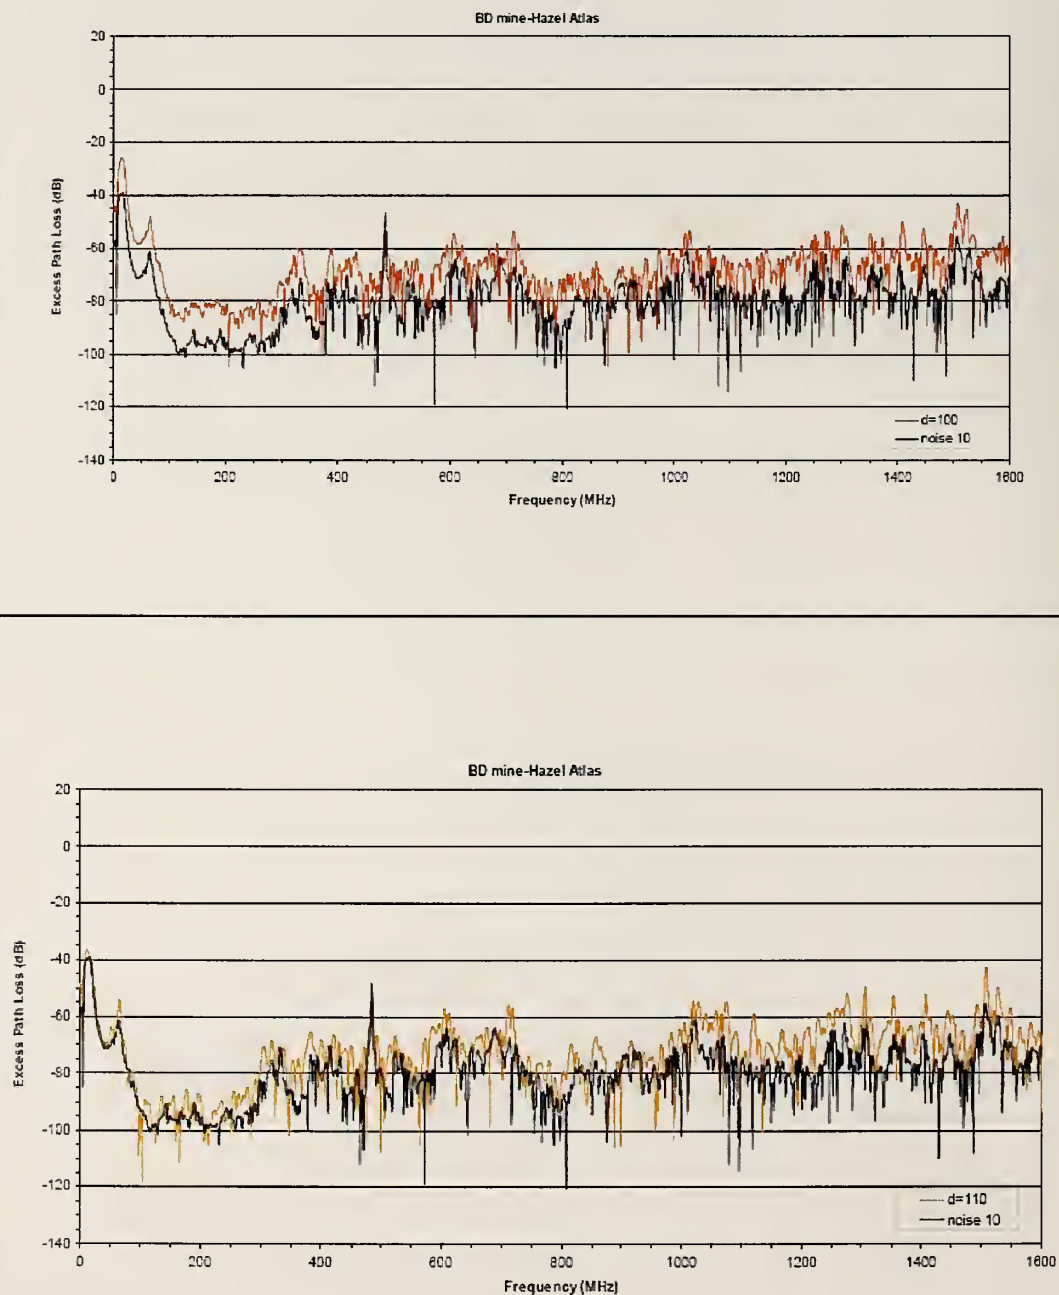 BD mine-Hazel Atlas
20
0
-20
-40
-60
-80
-100
-120
-140
Excess Path Loss (dB)
d=100
noise 10
0 200 400 600 800 1000 1200 1400 1600
Frequency (MHz)
BD mine-Hazel Atlas
20
0
-20
-40
-60
-80
-100
-120
-140
Excess Path Loss (dB)
d=110
noise 10
0 200 400 600 800 1000 1200 1400 1600
Frequency (MHz)